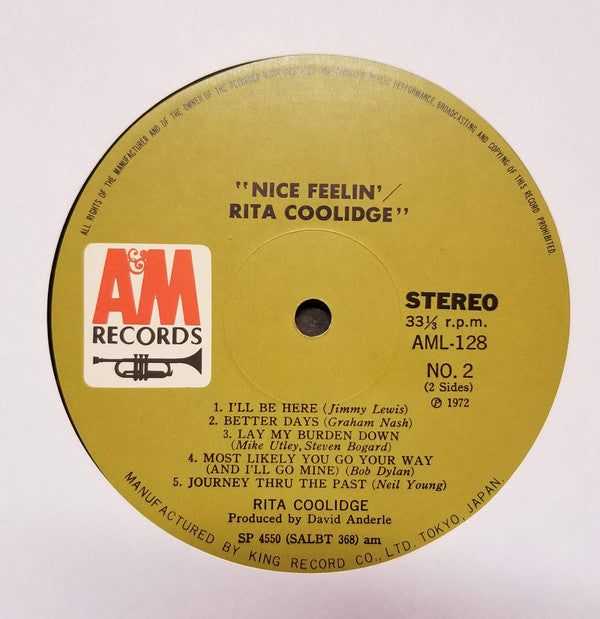 ALL RIGHTS OF THE MANUFACTURER AND OF THE OWNER OF THE RECORDED WORK RESERVED UNAUTHORISED PUBLIC PERFORMANCE, BROADCASTING AND COPYING OF THIS RECORD PROHIBITED.
"NICE FEELIN'/
RITA COOLIDGE"
A&M
RECORDS
STEREO
33⅓ r.p.m.
AML-128
NO. 2
(2 Sides)
℗ 1972
1. I'LL BE HERE (Jimmy Lewis)
2. BETTER DAYS (Graham Nash)
3. LAY MY BURDEN DOWN
(Mike Utley, Steven Bogard)
4. MOST LIKELY YOU GO YOUR WAY
(AND I'LL GO MINE) (Bob Dylan)
5. JOURNEY THRU THE PAST (Neil Young)
RITA COOLIDGE
Produced by David Anderle
SP 4550 (SALBT 368) am
MANUFACTURED BY KING RECORD CO., LTD. TOKYO, JAPAN.